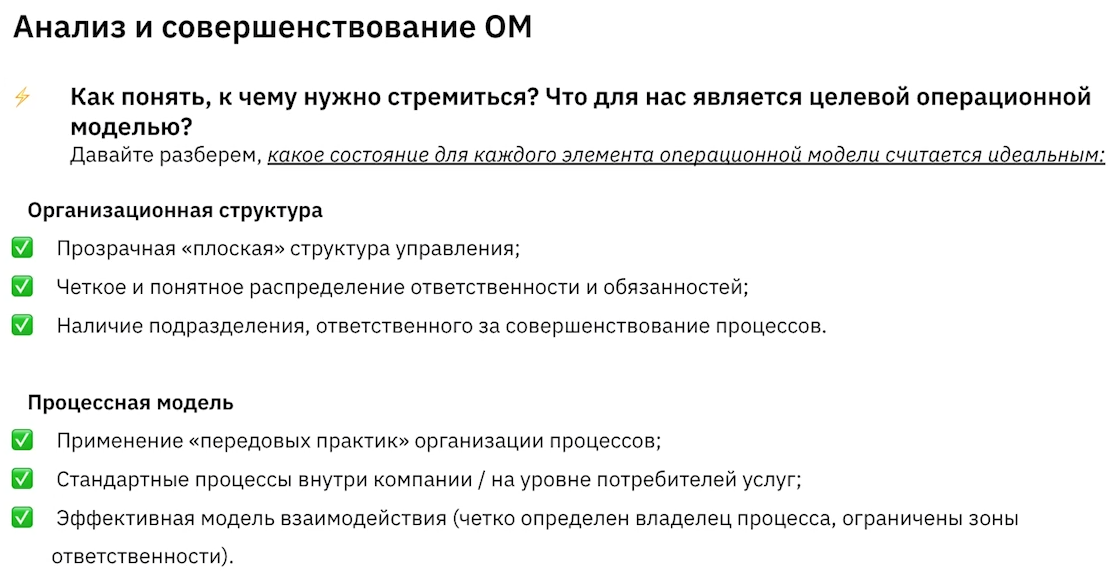 Анализ и совершенствование ОМ
⚡ Как понять, к чему нужно стремиться? Что для нас является целевой операционной
моделью?
Давайте разберем, какое состояние для каждого элемента операционной модели считается идеальным:
Организационная структура
✅ Прозрачная «плоская» структура управления;
✅ Четкое и понятное распределение ответственности и обязанностей;
✅ Наличие подразделения, ответственного за совершенствование процессов.
Процессная модель
✅ Применение «передовых практик» организации процессов;
✅ Стандартные процессы внутри компании / на уровне потребителей услуг;
✅ Эффективная модель взаимодействия (четко определен владелец процесса, ограничены зоны
ответственности).